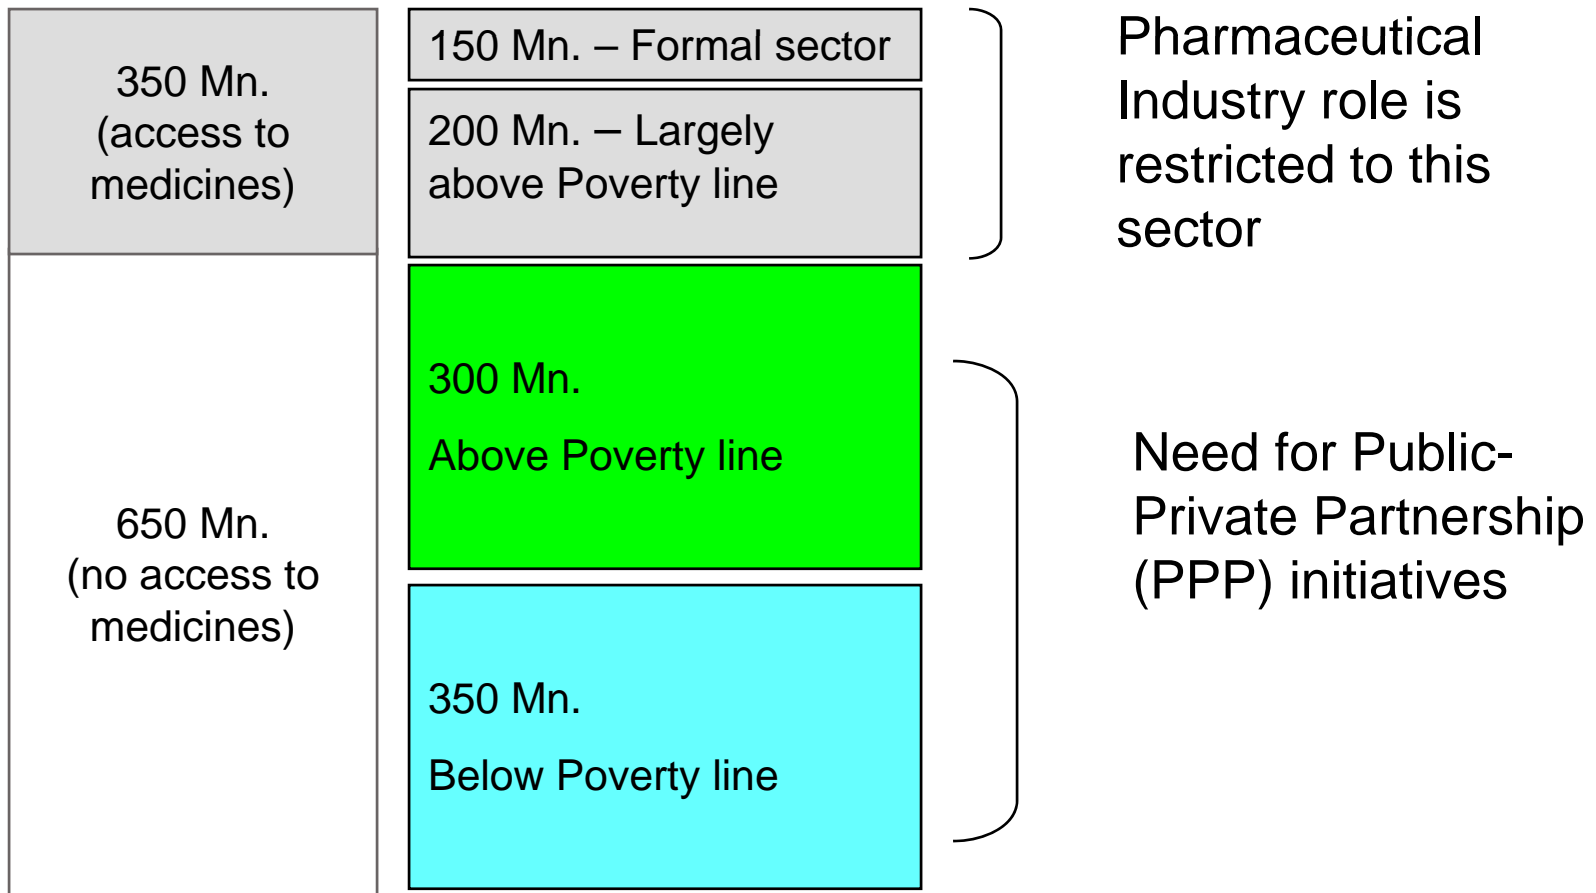 350 Mn.
(access to
medicines)
650 Mn.
(no access to
medicines)
150 Mn. – Formal sector
200 Mn. – Largely
above Poverty line
300 Mn.
Above Poverty line
350 Mn.
Below Poverty line
Pharmaceutical
Industry role is
restricted to this
sector
Need for Public-
Private Partnership
(PPP) initiatives